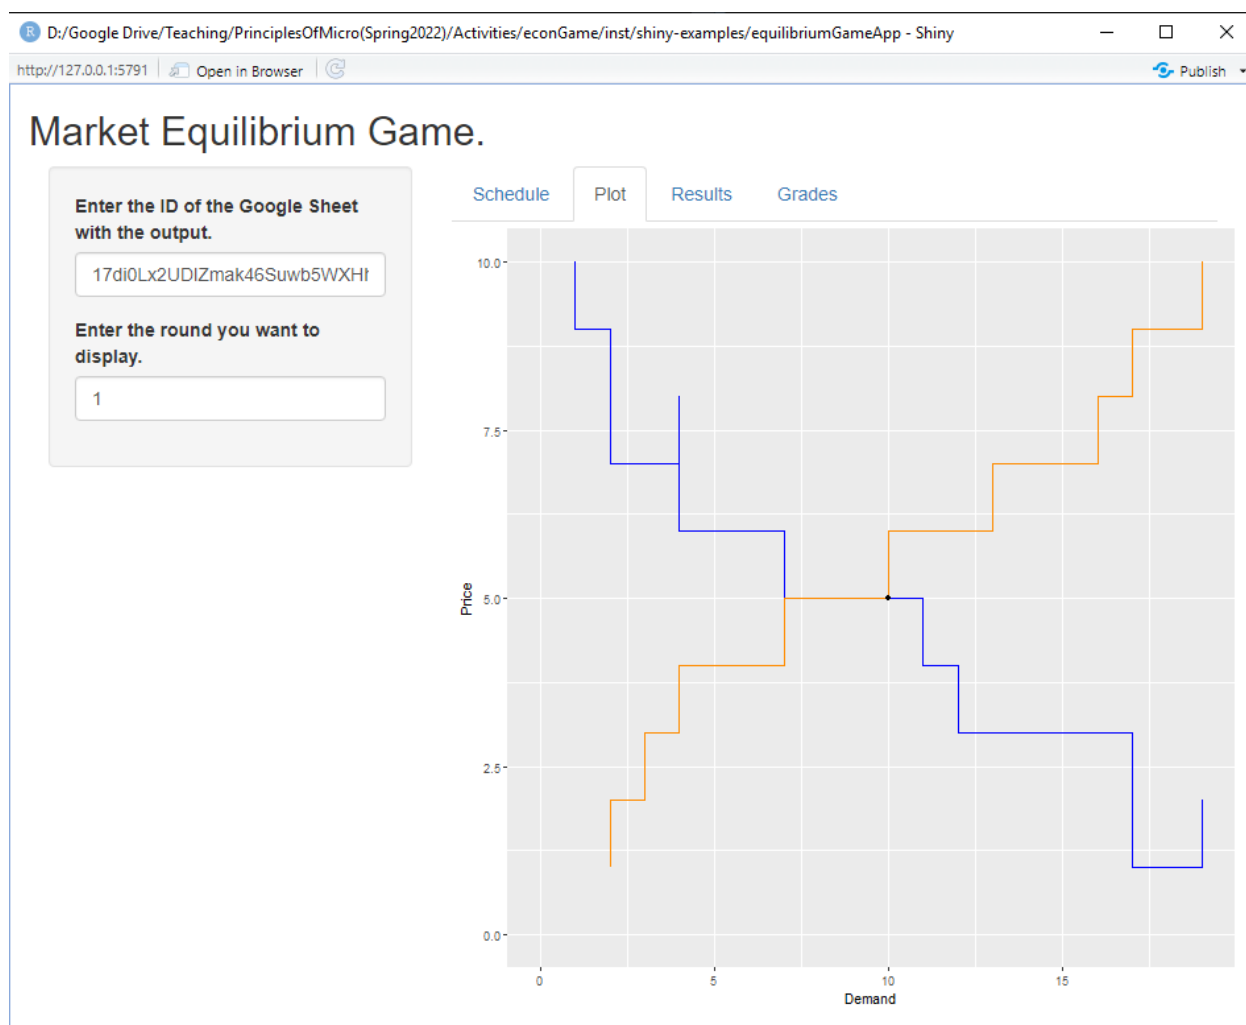 D:/Google Drive/Teaching/PrinciplesOfMicro(Spring2022)/Activities/econGame/inst/shiny-examples/equilibriumGameApp - Shiny
http://127.0.0.1:5791 Open in Browser Publish
Market Equilibrium Game.
Enter the ID of the Google Sheet
with the output.
Enter the round you want to
display.
1
Schedule Plot Results Grades
10.0
7.5
Price
5.0
2.5
0.0
0 5 10 15
Demand